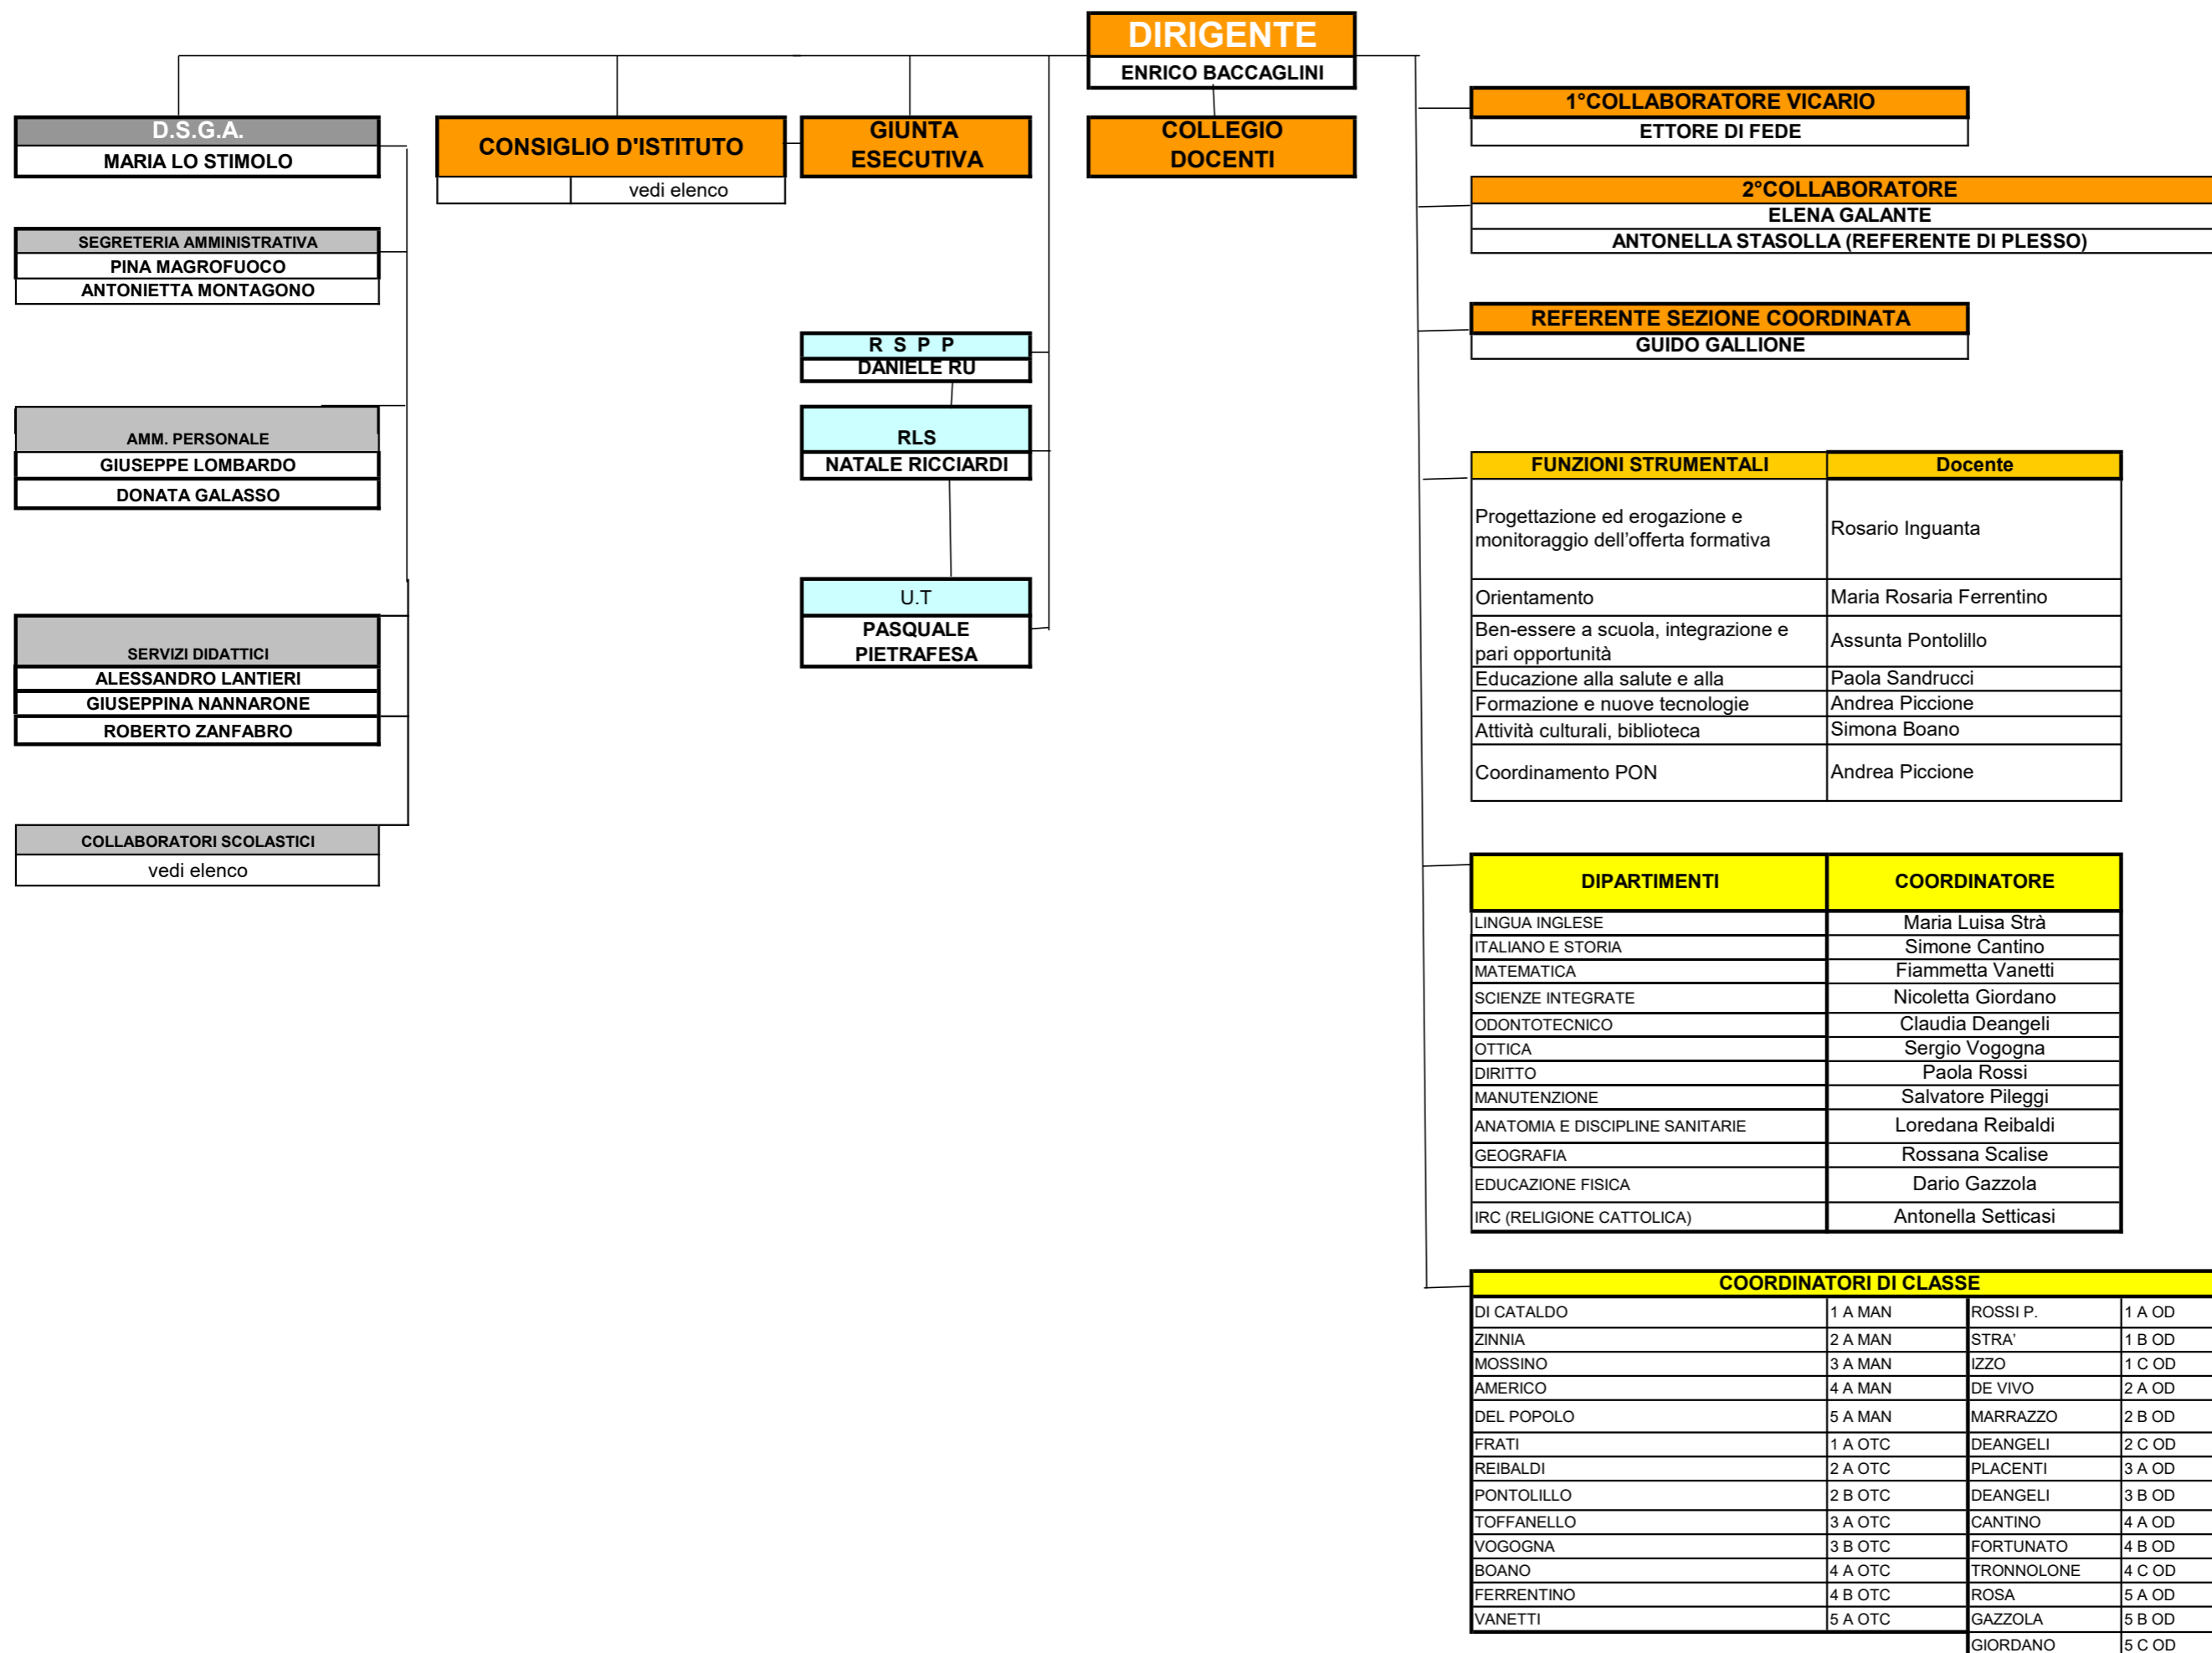 DIRIGENTE
ENRICO BACCAGLINI
D.S.G.A.
MARIA LO STIMOLO
CONSIGLIO D'ISTITUTO
vedi elenco
GIUNTA
ESECUTIVA
COLLEGIO
DOCENTI
SEGRETERIA AMMINISTRATIVA
PINA MAGROFUOCO
ANTONIETTA MONTAGONO
AMM. PERSONALE
GIUSEPPE LOMBARDO
DONATA GALASSO
SERVIZI DIDATTICI
ALESSANDRO LANTIERI
GIUSEPPINA NANNARONE
ROBERTO ZANFABRO
COLLABORATORI SCOLASTICI
vedi elenco
R S P P
DANIELE RU
RLS
NATALE RICCIARDI
U.T
PASQUALE
PIETRAFESA
1°COLLABORATORE VICARIO
ETTORE DI FEDE
2°COLLABORATORE
ELENA GALANTE
ANTONELLA STASOLLA (REFERENTE DI PLESSO)
REFERENTE SEZIONE COORDINATA
GUIDO GALLIONE
FUNZIONI STRUMENTALI Docente
Progettazione ed erogazione e
monitoraggio dell’offerta formativa
Rosario Inguanta
Orientamento Maria Rosaria Ferrentino
Ben-essere a scuola, integrazione e
pari opportunità
Assunta Pontolillo
Educazione alla salute e alla Paola Sandrucci
Formazione e nuove tecnologie Andrea Piccione
Attività culturali, biblioteca Simona Boano
Coordinamento PON Andrea Piccione
DIPARTIMENTI COORDINATORE
LINGUA INGLESE Maria Luisa Strà
ITALIANO E STORIA Simone Cantino
MATEMATICA Fiammetta Vanetti
SCIENZE INTEGRATE Nicoletta Giordano
ODONTOTECNICO Claudia Deangeli
OTTICA Sergio Vogogna
DIRITTO Paola Rossi
MANUTENZIONE Salvatore Pileggi
ANATOMIA E DISCIPLINE SANITARIE Loredana Reibaldi
GEOGRAFIA Rossana Scalise
EDUCAZIONE FISICA Dario Gazzola
IRC (RELIGIONE CATTOLICA) Antonella Setticasi
COORDINATORI DI CLASSE
DI CATALDO 1 A MAN ROSSI P. 1 A OD
ZINNIA 2 A MAN STRA’ 1 B OD
MOSSINO 3 A MAN IZZO 1 C OD
AMERICO 4 A MAN DE VIVO 2 A OD
DEL POPOLO 5 A MAN MARRAZZO 2 B OD
FRATI 1 A OTC DEANGELI 2 C OD
REIBALDI 2 A OTC PLACENTI 3 A OD
PONTOLILLO 2 B OTC DEANGELI 3 B OD
TOFFANELLO 3 A OTC CANTINO 4 A OD
VOGOGNA 3 B OTC FORTUNATO 4 B OD
BOANO 4 A OTC TRONNOLONE 4 C OD
FERRENTINO 4 B OTC ROSA 5 A OD
VANETTI 5 A OTC GAZZOLA 5 B OD
GIORDANO 5 C OD